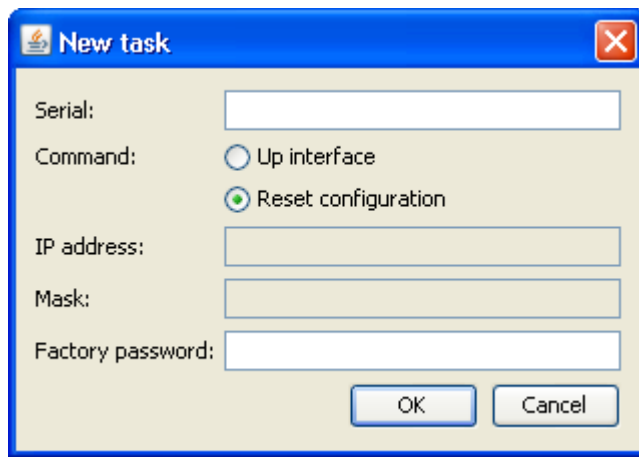 New task
Serial:
Command:
Up interface
Reset configuration
IP address:
Mask:
Factory password:
OK Cancel